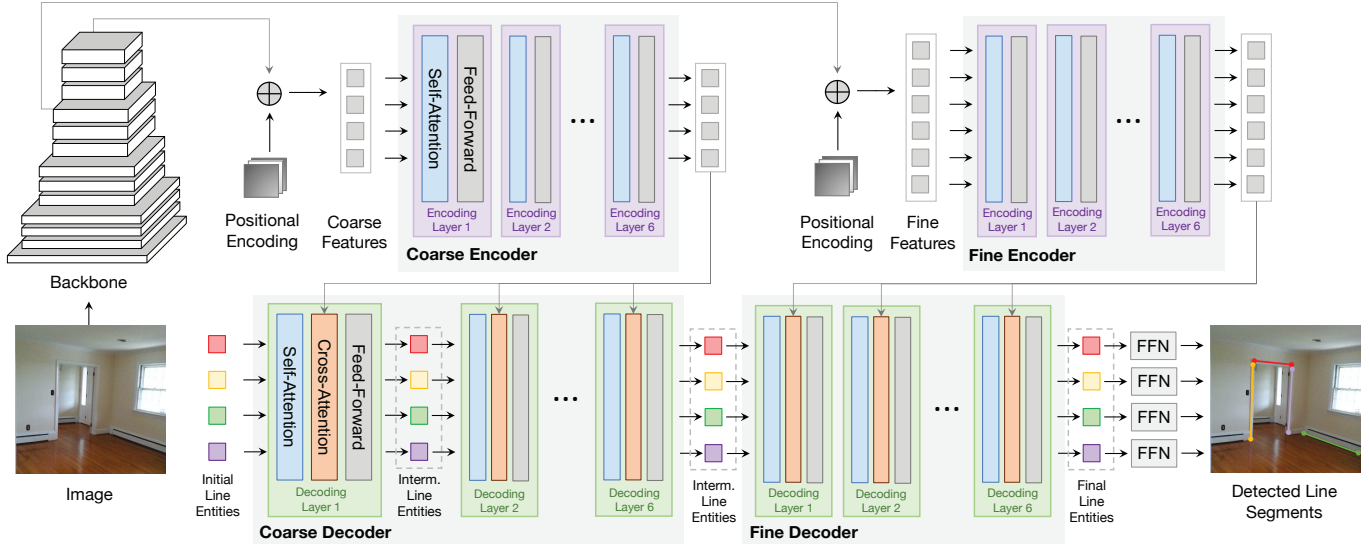 Self-Attention
Feed-Forward
Encoding
Layer 1
Encoding
Layer 2
...
Encoding
Layer 6
Coarse Encoder
Positional
Encoding
Coarse
Features
Backbone
Positional
Encoding
Fine
Features
Encoding
Layer 1
Encoding
Layer 2
...
Encoding
Layer 6
Fine Encoder
Image
Initial
Line
Entities
Self-Attention
Cross-Attention
Feed-Forward
Decoding
Layer 1
Interm.
Line
Entities
Decoding
Layer 2
...
Decoding
Layer 6
Coarse Decoder
Interm.
Line
Entities
Decoding
Layer 1
Decoding
Layer 2
...
Decoding
Layer 6
Fine Decoder
Final
Line
Entities
FFN
FFN
FFN
FFN
Detected Line
Segments